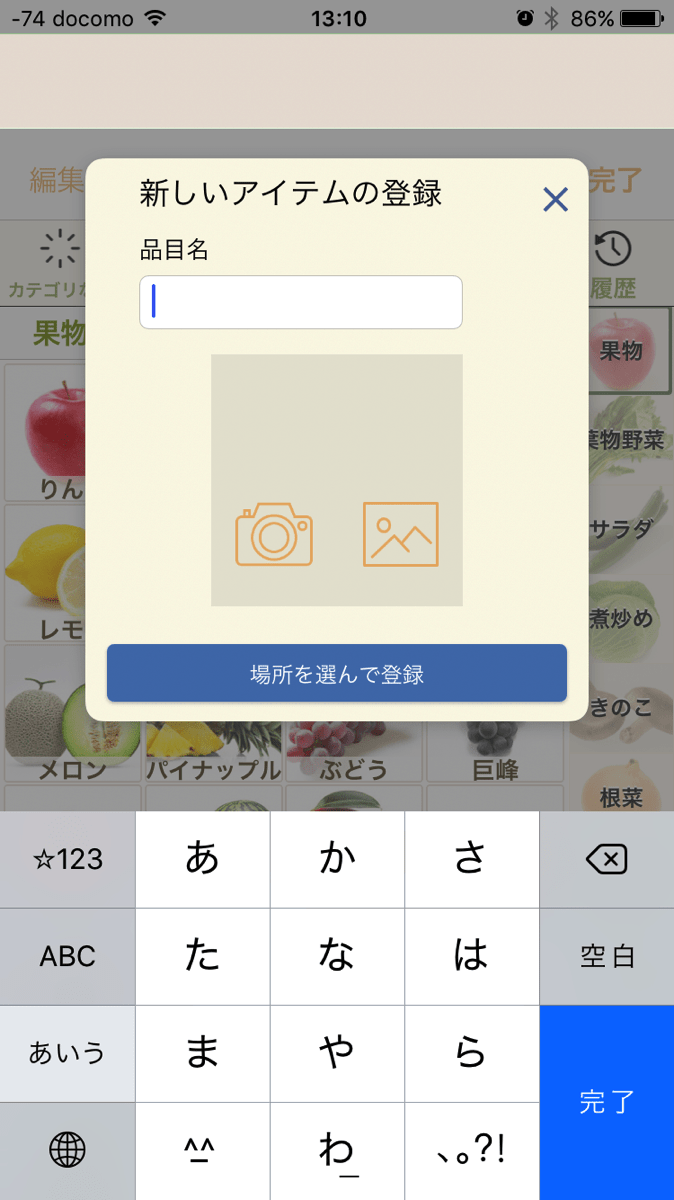 -74 docomo 13:10 86%
編集
完了
新しいアイテムの登録
品目名
カテゴリ
履歴
果物
果物
りん
葉物野菜
サラダ
レモ
煮炒め
場所を選んで登録
きのこ
メロン パイナップル ぶどう 巨峰
根菜
☆123 あ か さ
ABC た な は 空白
あいう ま や ら
完了
^^ わ 、。?!